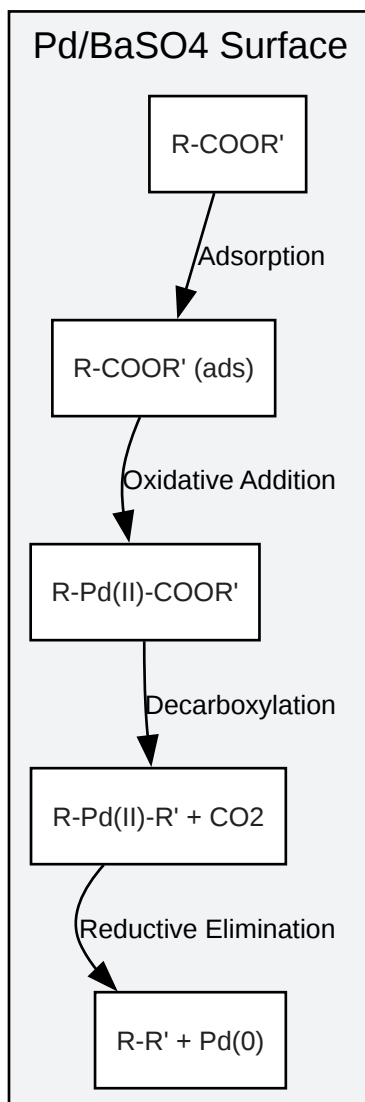 Pd/BaSO4 Surface
R-COOR'
Adsorption
R-COOR' (ads)
Oxidative Addition
R-Pd(II)-COOR'
Decarboxylation
R-Pd(II)-R' + CO2
Reductive Elimination
R-R' + Pd(0)